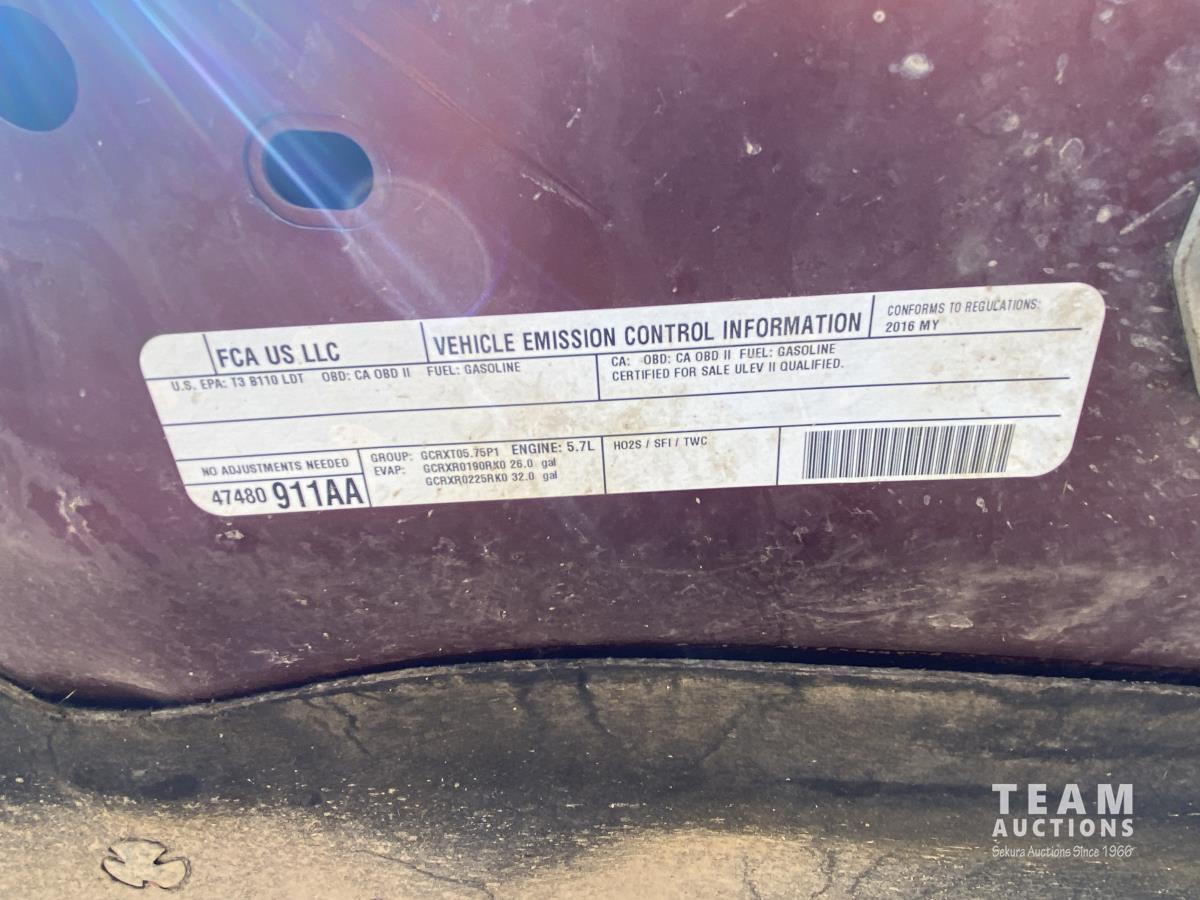 FCA US LLC
VEHICLE EMISSION CONTROL INFORMATION
CONFORMS TO REGULATIONS:
2016 MY
U.S. EPA: T3 B110 LDT OBD: CA OBD II FUEL: GASOLINE
CA: OBD: CA OBD II FUEL: GASOLINE
CERTIFIED FOR SALE ULEV II QUALIFIED.
NO ADJUSTMENTS NEEDED
47480 911AA
GROUP: GCRXT05.75P1 ENGINE: 5.7L
EVAP: GCRXR0190RX0 26.0 gal
GCRXR0225RK0 32.0 gal
HO2S / SFI / TWC
TEAM
AUCTIONS
Sekura Auctions Since 1966